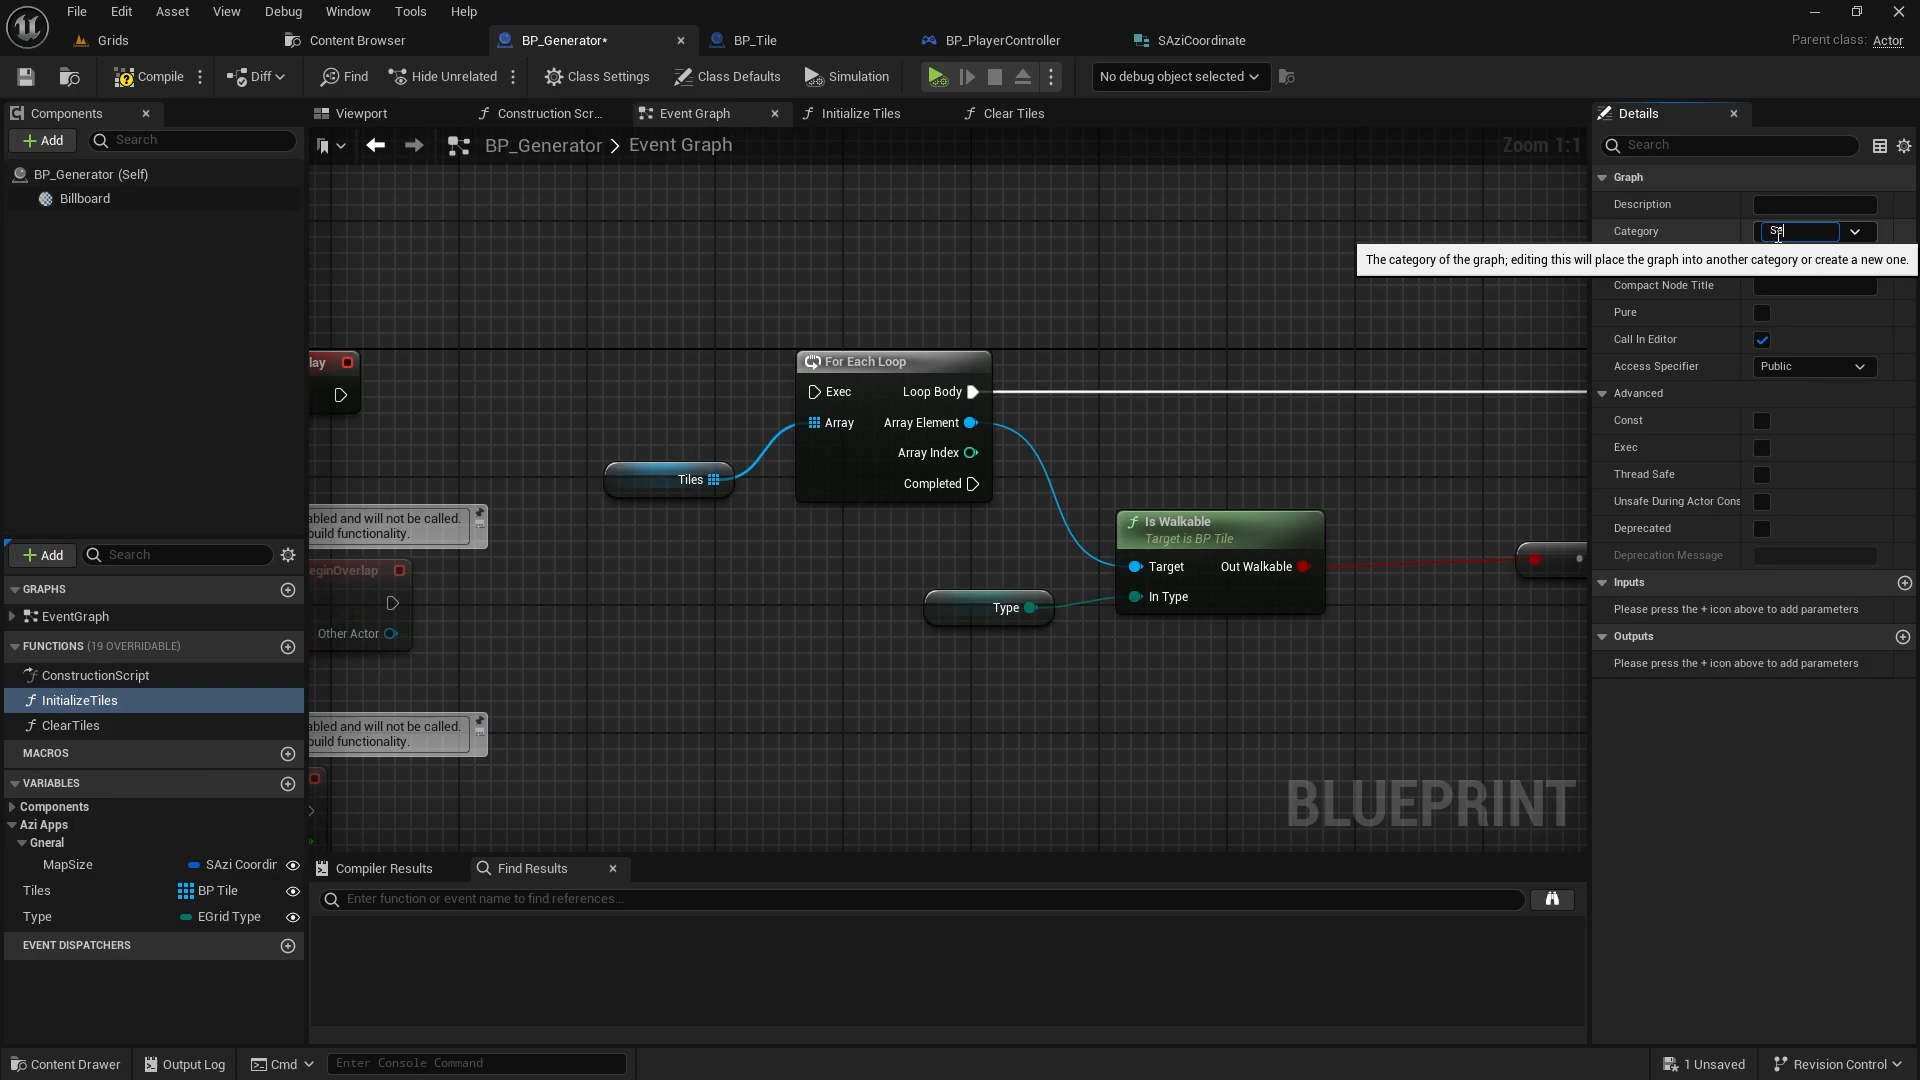 File Edit Asset View Debug Window Tools Help
Grids Content Browser BP_Generator* BP_Tile BP_PlayerController SAziCoordinate Parent class: Actor
Compile Diff Find Hide Unrelated Class Settings Class Defaults Simulation No debug object selected
Components Viewport Construction Scr... Event Graph Initialize Tiles Clear Tiles Details
Add Search BP_Generator > Event Graph Zoom 1:1 Search
BP_Generator (Self)
Billboard
Graph
Description
Category
The category of the graph; editing this will place the graph into another category or create a new one.
Compact Node Title
Pure
Call In Editor
Access Specifier Public
Advanced
Const
Exec
Thread Safe
Unsafe During Actor Cons
Deprecated
Deprecation Message
Inputs
Please press the + icon above to add parameters
Outputs
Please press the + icon above to add parameters
lay
For Each Loop
Exec Loop Body
Array Array Element
Array Index
Completed
Tiles
abled and will not be called.
build functionality.
eginOverlap
Other Actor
Is Walkable
Target is BP Tile
Target Out Walkable
In Type
Type
abled and will not be called.
build functionality.
BLUEPRINT
Add Search
GRAPHS
EventGraph
FUNCTIONS (19 OVERRIDABLE)
ConstructionScript
InitializeTiles
ClearTiles
MACROS
VARIABLES
Components
Azi Apps
Gneral
MapSize SAzi Coordir
Tiles BP Tile
Type EGrid Type
EVENT DISPATCHERS
Compiler Results Find Results
Enter function or event name to find references...
Content Drawer Output Log Cmd Enter Console Command 1 Unsaved Revision Control